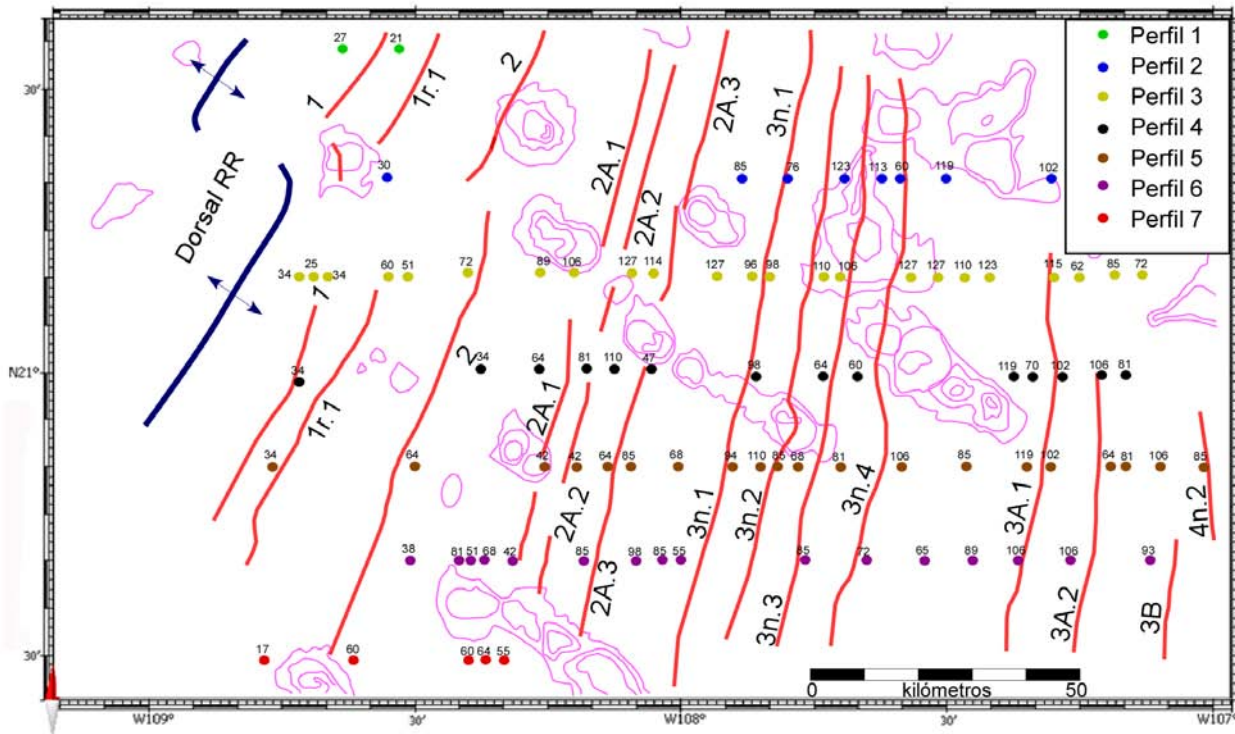 Perfil 1
Perfil 2
Perfil 3
Perfil 4
Perfil 5
Perfil 6
Perfil 7
27 21
1 1r.1 2 2A.1 2A.2 2A.3 3n.1
30'
Dorsal RR
30 85 76 123 113 60 119 102
34 25 34 60 51 72 89 106 127 114 127 96 98 110 106 127 127 110 123 115 62 85 72
1 1r.1 2 2A.1
N21°
34 34 64 81 110 47 98 64 60 119 70 102 106 81
34 64 42 42 64 85 68 94 110 85 68 81 106 85 119 102 64 81 106 85
2A.2 3n.1 3n.2 3n.4 3A.1 4n.2
38 81 51 68 42 85 98 85 55 85 72 65 89 106 106 93
2A.3 3n.3 3A.2 3B
30'
17 60 60 64 55
0 kilómetros 50
W109° 30' W108° 30' W107°